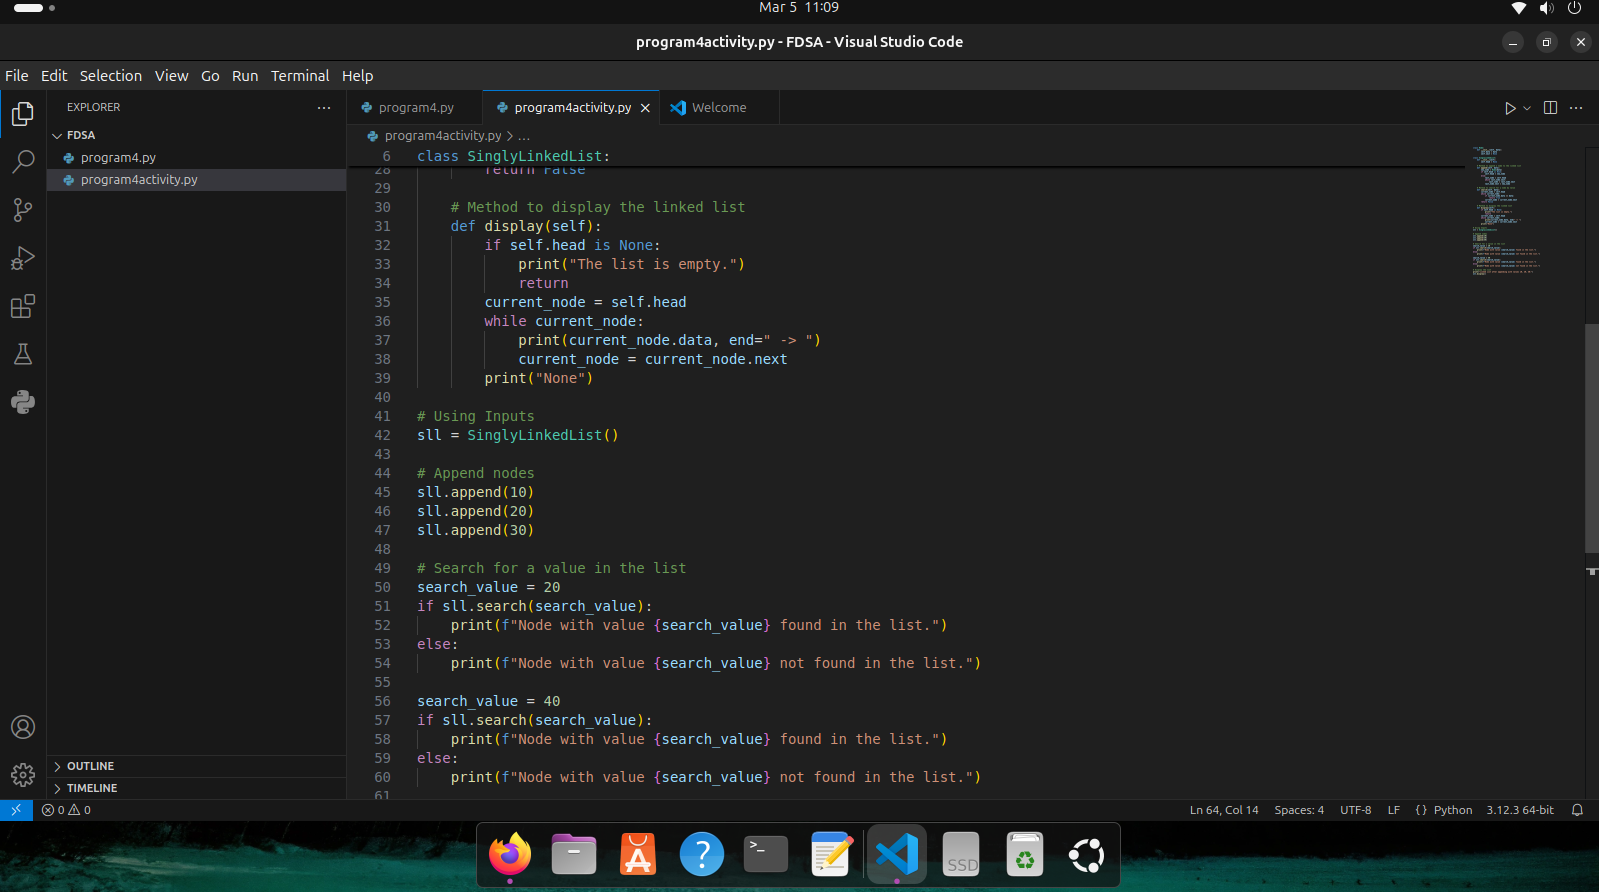 Mar 5 11:09
program4activity.py - FDSA - Visual Studio Code
File Edit Selection View Go Run Terminal Help
EXPLORER
FDSA
program4.py
program4activity.py
OUTLINE
TIMELINE
program4.py program4activity.py Welcome
program4activity.py > ...
6 class SinglyLinkedList:
28 return False
29
30 # Method to display the linked list
31 def display(self):
32 if self.head is None:
33 print("The list is empty.")
34 return
35 current_node = self.head
36 while current_node:
37 print(current_node.data, end=" -> ")
38 current_node = current_node.next
39 print("None")
40
41 # Using Inputs
42 sll = SinglyLinkedList()
43
44 # Append nodes
45 sll.append(10)
46 sll.append(20)
47 sll.append(30)
48
49 # Search for a value in the list
50 search_value = 20
51 if sll.search(search_value):
52 print(f"Node with value {search_value} found in the list.")
53 else:
54 print(f"Node with value {search_value} not found in the list.")
55
56 search_value = 40
57 if sll.search(search_value):
58 print(f"Node with value {search_value} found in the list.")
59 else:
60 print(f"Node with value {search_value} not found in the list.")
61
0 0 Ln 64, Col 14 Spaces: 4 UTF-8 LF {} Python 3.12.3 64-bit
>_
?
SSD